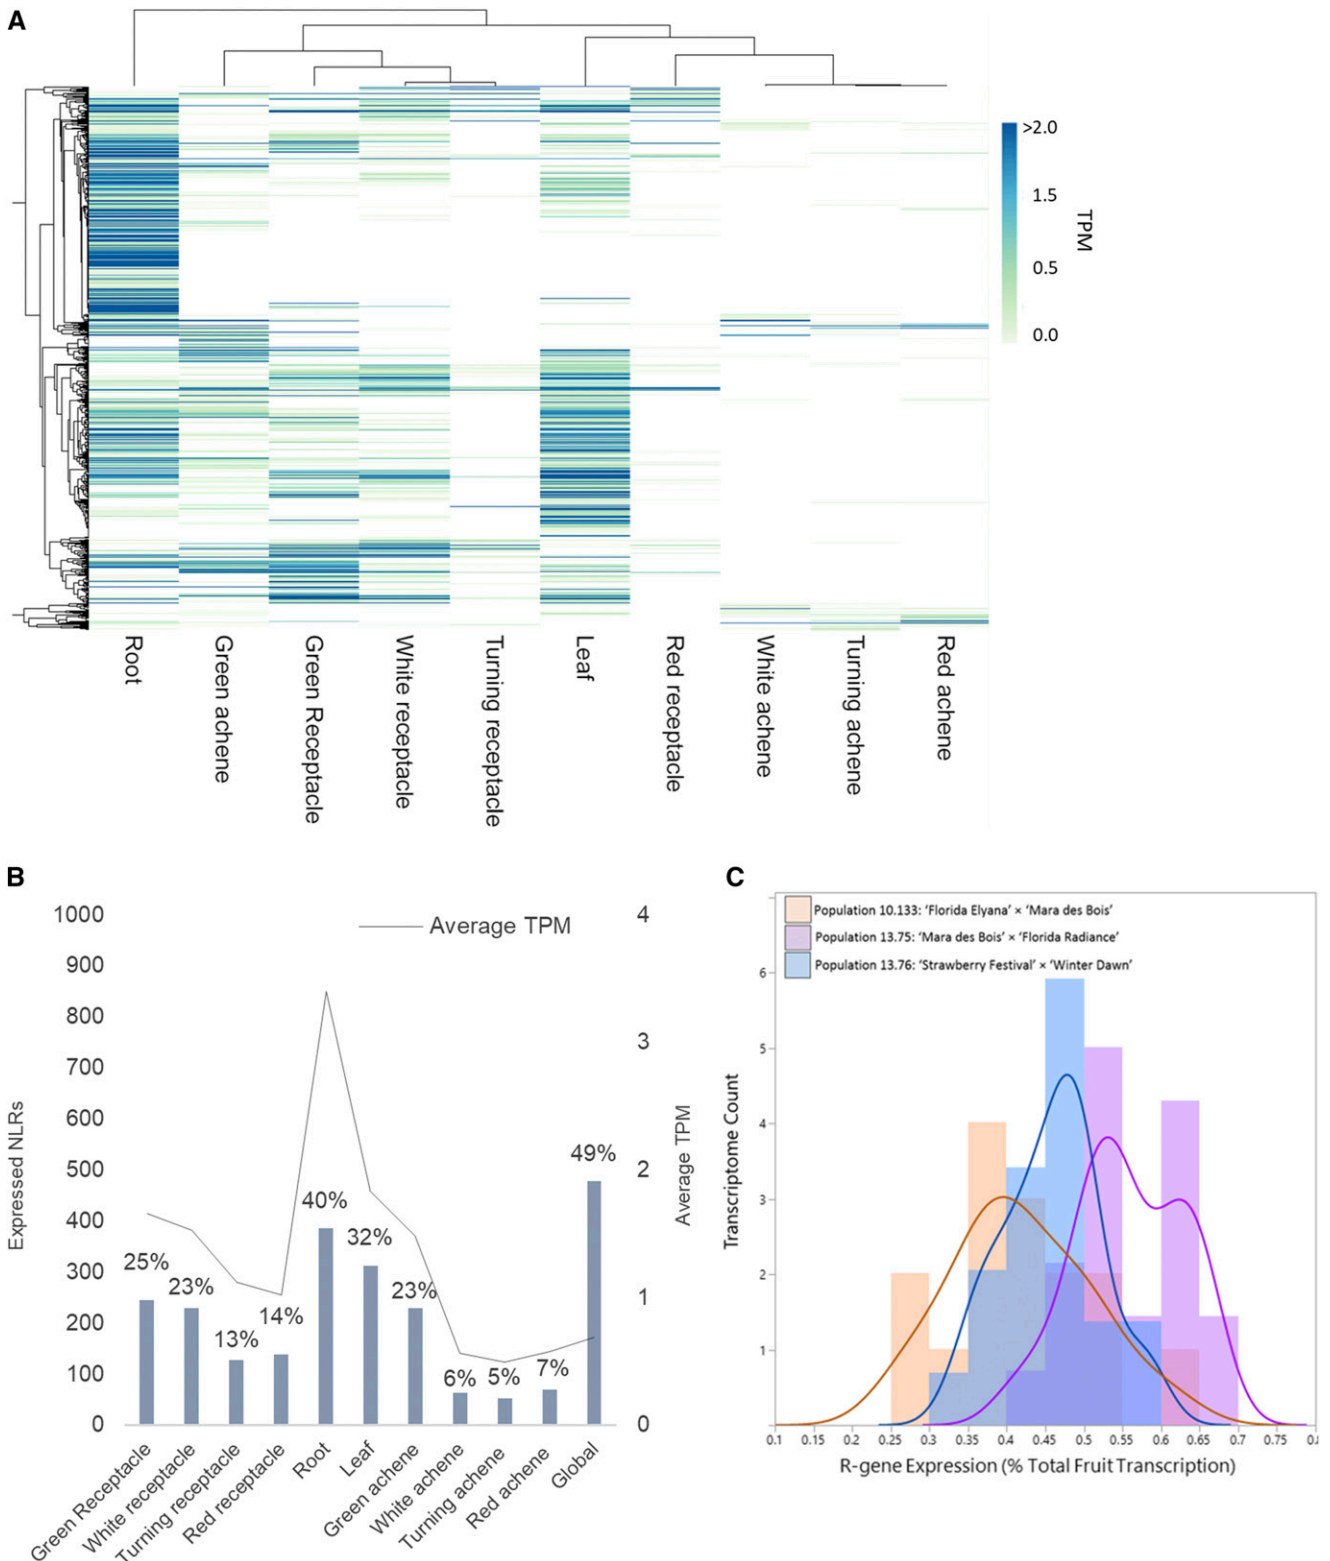 A
>2.0
1.5
0.5
0.0
TPM
Root
Green achene
Green Receptacle
White receptacle
Turning receptacle
Leaf
Red receptacle
White achene
Turning achene
Red achene
B
Average TPM
1000
900
800
700
600
500
400
300
200
100
0
Expressed NLRs
4
3
2
1
0
Average TPM
25%
23%
13%
14%
40%
32%
23%
6%
5%
7%
49%
Green Receptacle
White receptacle
Turning receptacle
Red receptacle
Root
Leaf
Green achene
White achene
Turning achene
Red achene
Global
C
Population 10.133: ‘Florida Elyana’ × ‘Mara des Bois’
Population 13.75: ‘Mara des Bois’ × ‘Florida Radiance’
Population 13.76: ‘Strawberry Festival’ × ‘Winter Dawn’
6
5
4
3
2
1
Transcriptome Count
0.1 0.15 0.2 0.25 0.3 0.35 0.4 0.45 0.5 0.55 0.6 0.65 0.7 0.75
R-gene Expression (% Total Fruit Transcription)